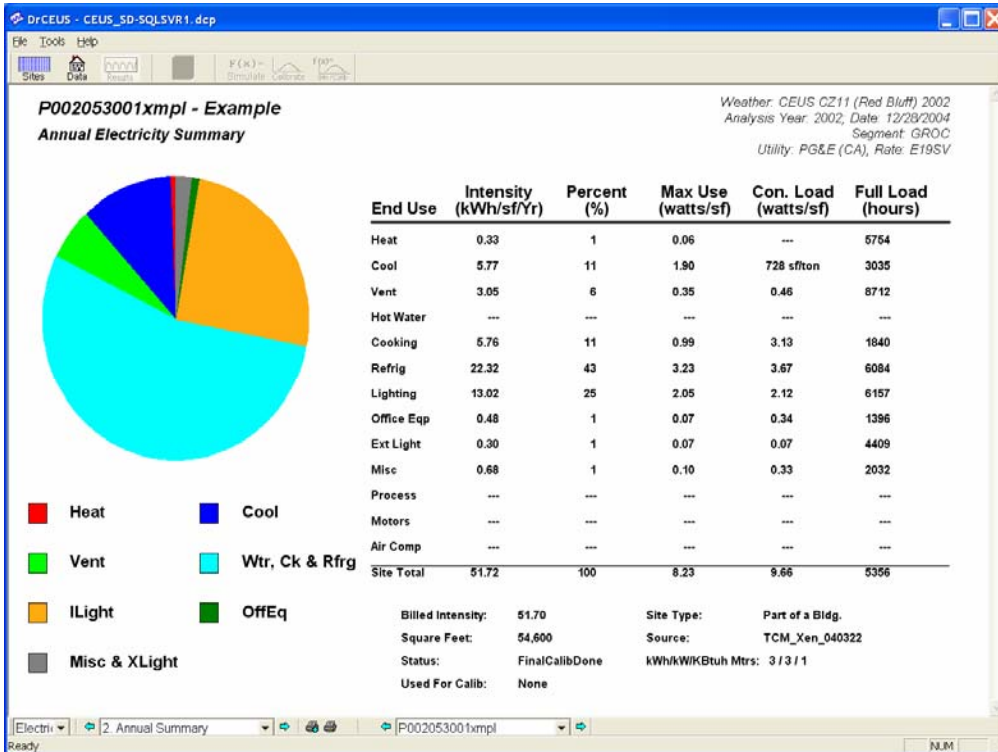 DrCEUS - CEUS_SD-SQLSVR1.dcp
File Tools Help
Sites Data Results Simulate Calibrate
F(x)=
P002053001xmpl - Example
Annual Electricity Summary
Weather: CEUS CZ11 (Red Bluff) 2002
Analysis Year: 2002, Date: 12/28/2004
Segment: GROC
Utility: PG&E (CA), Rate: E19SV
End Use Intensity (kWh/sf/Yr) Percent (%) Max Use (watts/sf) Con. Load (watts/sf) Full Load (hours)
Heat 0.33 1 0.06 --- 5754
Cool 5.77 11 1.90 728 sf/ton 3035
Vent 3.05 6 0.35 0.46 8712
Hot Water --- --- --- --- ---
Cooking 5.76 11 0.99 3.13 1840
Refrig 22.32 43 3.23 3.67 6084
Lighting 13.02 25 2.05 2.12 6157
Office Eqp 0.48 1 0.07 0.34 1396
Ext Light 0.30 1 0.07 0.07 4409
Misc 0.68 1 0.10 0.33 2032
Process --- --- --- --- ---
Motors --- --- --- --- ---
Air Comp --- --- --- --- ---
Site Total 51.72 100 8.23 9.66 5356
Heat Cool
Vent Wtr, Ck & Rfrg
ILight OffEq
Misc & XLight
Billed Intensity: 51.70 Site Type: Part of a Bldg.
Square Feet: 54,600 Source: TCM_Xen_040322
Status: FinalCalibDone kWh/kW/KBtuh Mtrs: 3 / 3 / 1
Used For Calib: None
Electri 2. Annual Summary P002053001xmpl
Ready NUM